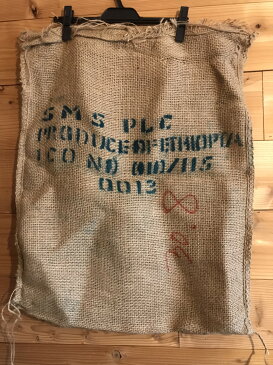 SMS PLC
PRODUCE OF ETHIOPIA
ICO NO 010/115
0013